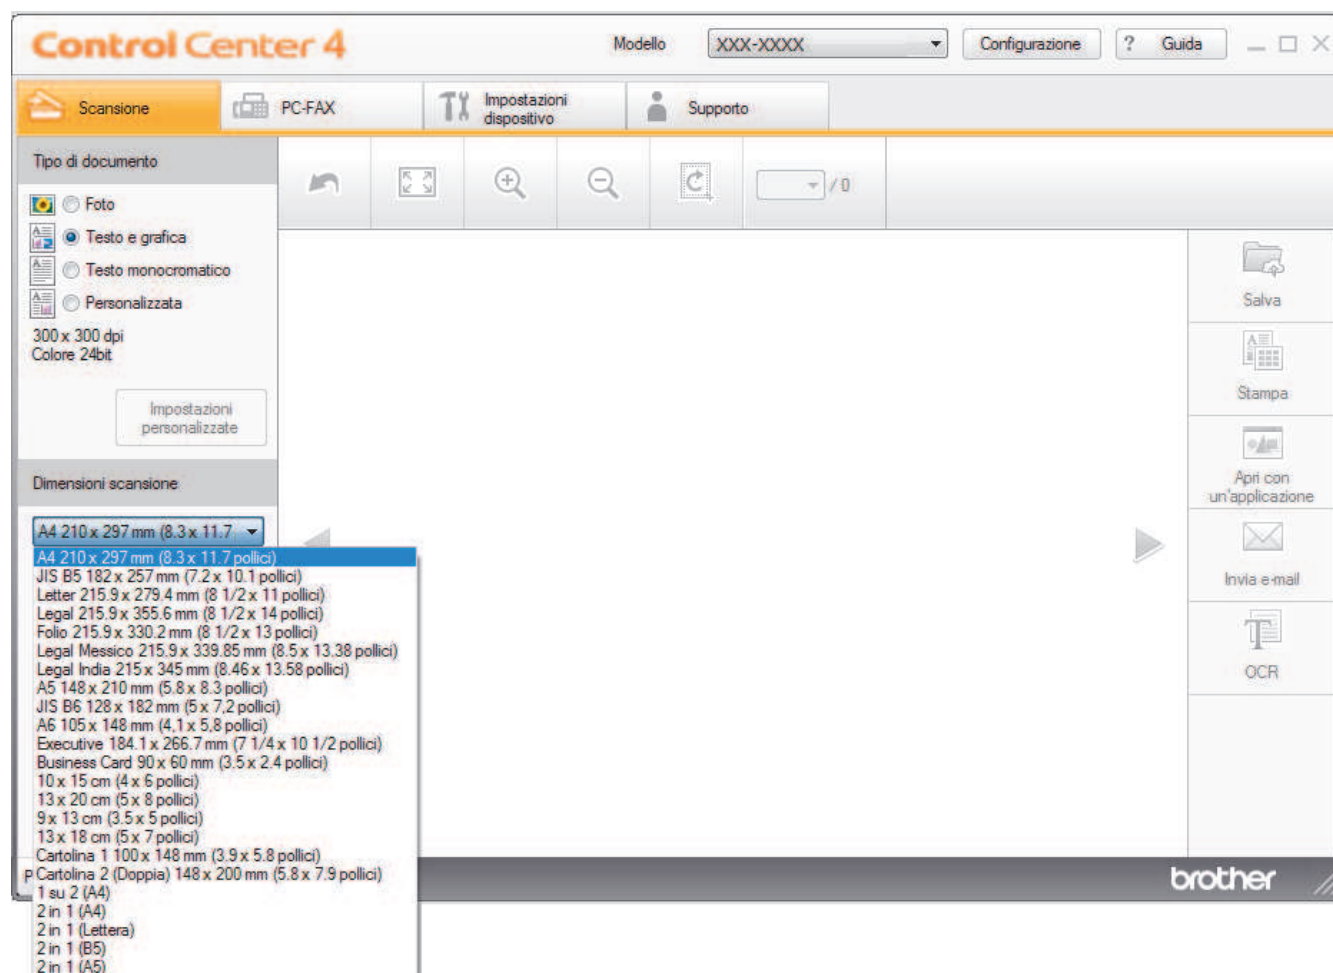 Control Center 4
Modello
XXX-XXXX
Configurazione
? Guida
Scansione
PC-FAX
Impostazioni
dispositivo
Supporto
Tipo di documento
/ 0
Foto
Testo e grafica
Testo monocromatico
Personalizzata
300 x 300 dpi
Colore 24bit
Impostazioni
personalizzate
Dimensioni scansione
A4 210 x 297 mm (8.3 x 11.7
A4 210 x 297 mm (8.3 x 11.7 pollici)
JIS B5 182 x 257 mm (7.2 x 10.1 pollici)
Letter 215.9 x 279.4 mm (8 1/2 x 11 pollici)
Legal 215.9 x 355.6 mm (8 1/2 x 14 pollici)
Folio 215.9 x 330.2 mm (8 1/2 x 13 pollici)
Legal Messico 215.9 x 339.85 mm (8.5 x 13.38 pollici)
Legal India 215 x 345 mm (8.46 x 13.58 pollici)
A5 148 x 210 mm (5.8 x 8.3 pollici)
JIS B6 128 x 182 mm (5 x 7,2 pollici)
A6 105 x 148 mm (4,1 x 5,8 pollici)
Executive 184.1 x 266.7 mm (7 1/4 x 10 1/2 pollici)
Business Card 90 x 60 mm (3.5 x 2.4 pollici)
10 x 15 cm (4 x 6 pollici)
13 x 20 cm (5 x 8 pollici)
9 x 13 cm (3.5 x 5 pollici)
13 x 18 cm (5 x 7 pollici)
Cartolina 1 100 x 148 mm (3.9 x 5.8 pollici)
Cartolina 2 (Doppia) 148 x 200 mm (5.8 x 7.9 pollici)
1 su 2 (A4)
2 in 1 (A4)
2 in 1 (Lettera)
2 in 1 (B5)
2 in 1 (A5)
Salva
Stampa
Apri con
un'applicazione
Invia e-mail
OCR
brother